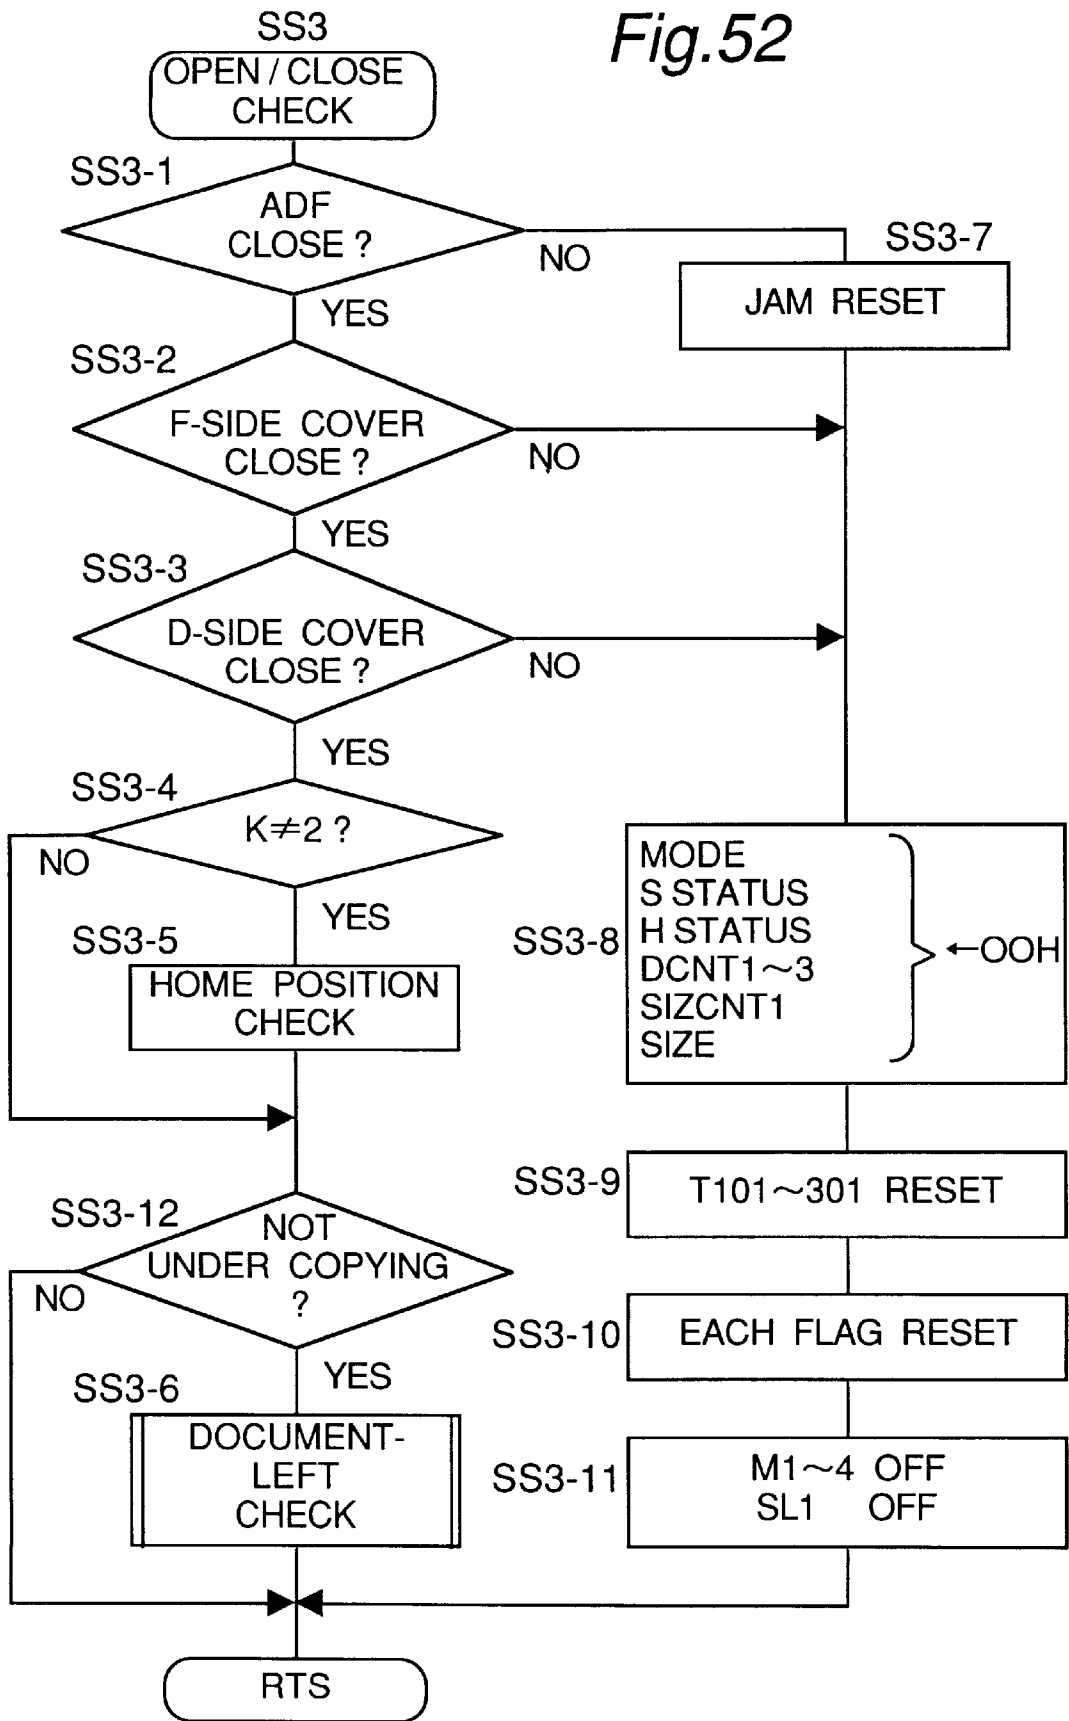 Fig.52
SS3
OPEN / CLOSE
CHECK
SS3-1
ADF
CLOSE ?
NO
YES
SS3-7
JAM RESET
SS3-2
F-SIDE COVER
CLOSE ?
NO
YES
SS3-3
D-SIDE COVER
CLOSE ?
NO
YES
SS3-4
K≠2 ?
NO
YES
SS3-5
HOME POSITION
CHECK
SS3-8
MODE
S STATUS
H STATUS
DCNT1～3
SIZCNT1
SIZE
←OOH
SS3-9
T101～301 RESET
SS3-12
NOT
UNDER COPYING
?
NO
YES
SS3-10
EACH FLAG RESET
SS3-6
DOCUMENT-
LEFT
CHECK
SS3-11
M1～4 OFF
SL1 OFF
RTS